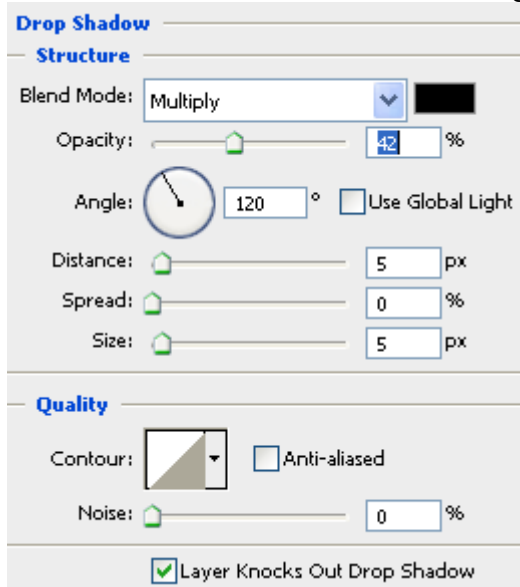 Drop Shadow
Structure
Blend Mode: Multiply
Opacity: 42 %
Angle: 120 ° Use Global Light
Distance: 5 px
Spread: 0 %
Size: 5 px
Quality
Contour: Anti-aliased
Noise: 0 %
Layer Knocks Out Drop Shadow